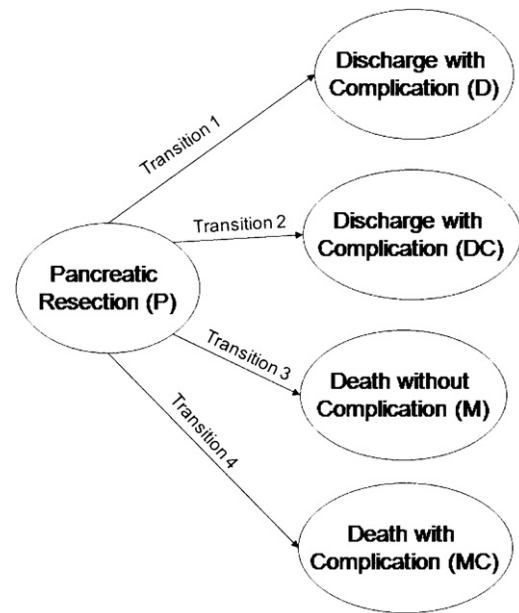 Discharge with
Complication (D)
Transition 1
Discharge with
Complication (DC)
Transition 2
Pancreatic
Resection (P)
Transition 3
Death without
Complication (M)
Transition 4
Death with
Complication (MC)